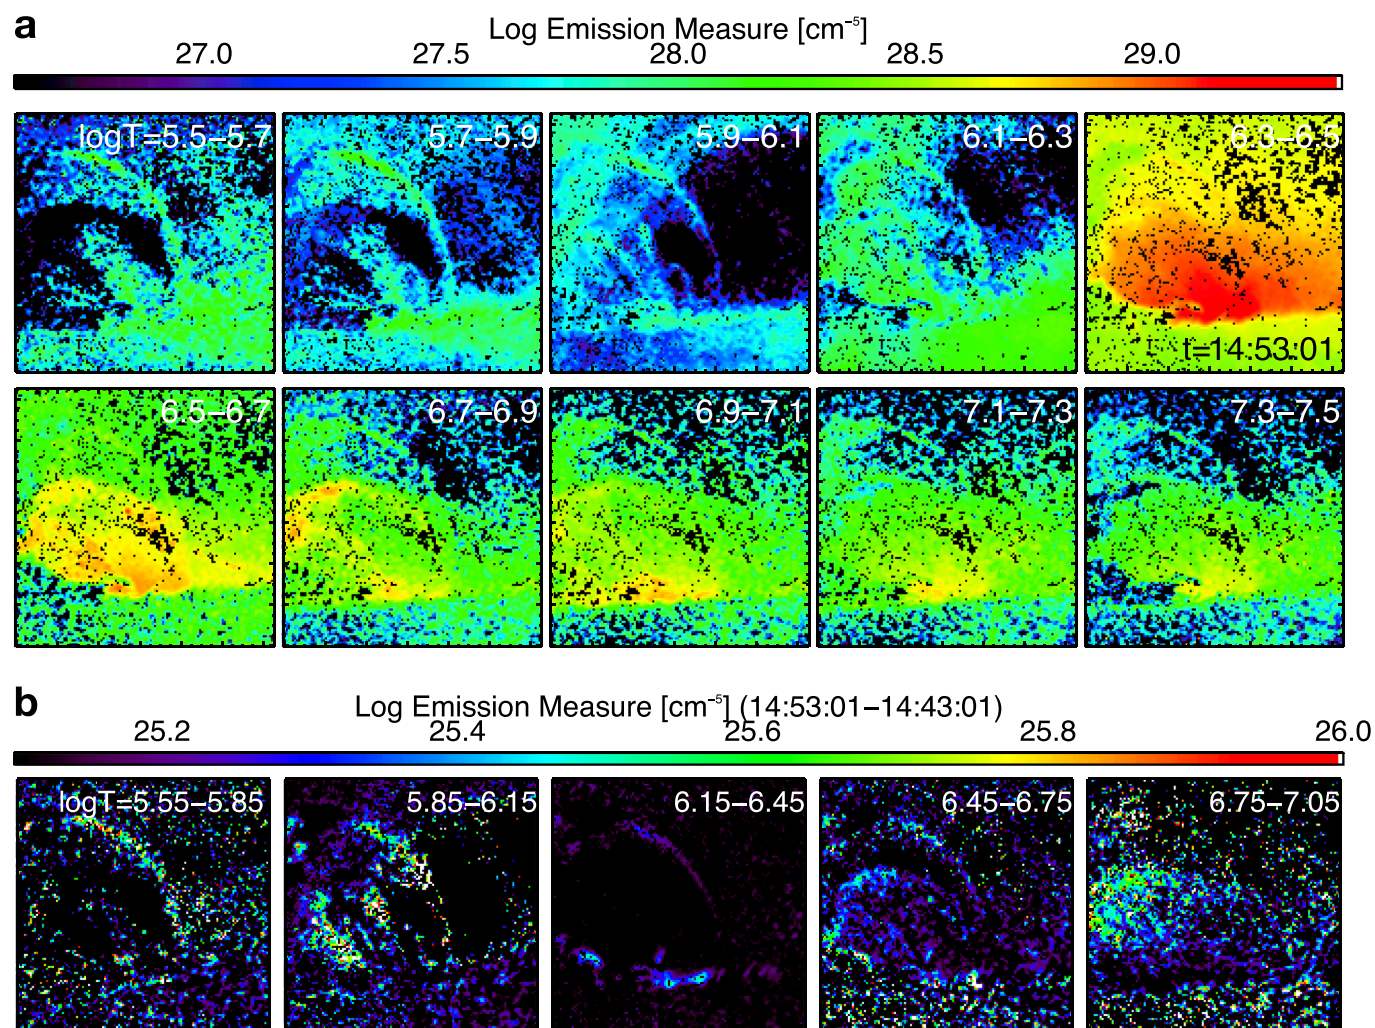 a
Log Emission Measure [cm⁻⁵]
27.0 27.5 28.0 28.5 29.0
logT=5.5–5.7 5.7–5.9 5.9–6.1 6.1–6.3 6.3–6.5
t=14:53:01
6.5–6.7 6.7–6.9 6.9–7.1 7.1–7.3 7.3–7.5
b
Log Emission Measure [cm⁻⁵] (14:53:01–14:43:01)
25.2 25.4 25.6 25.8 26.0
logT=5.55–5.85 5.85–6.15 6.15–6.45 6.45–6.75 6.75–7.05